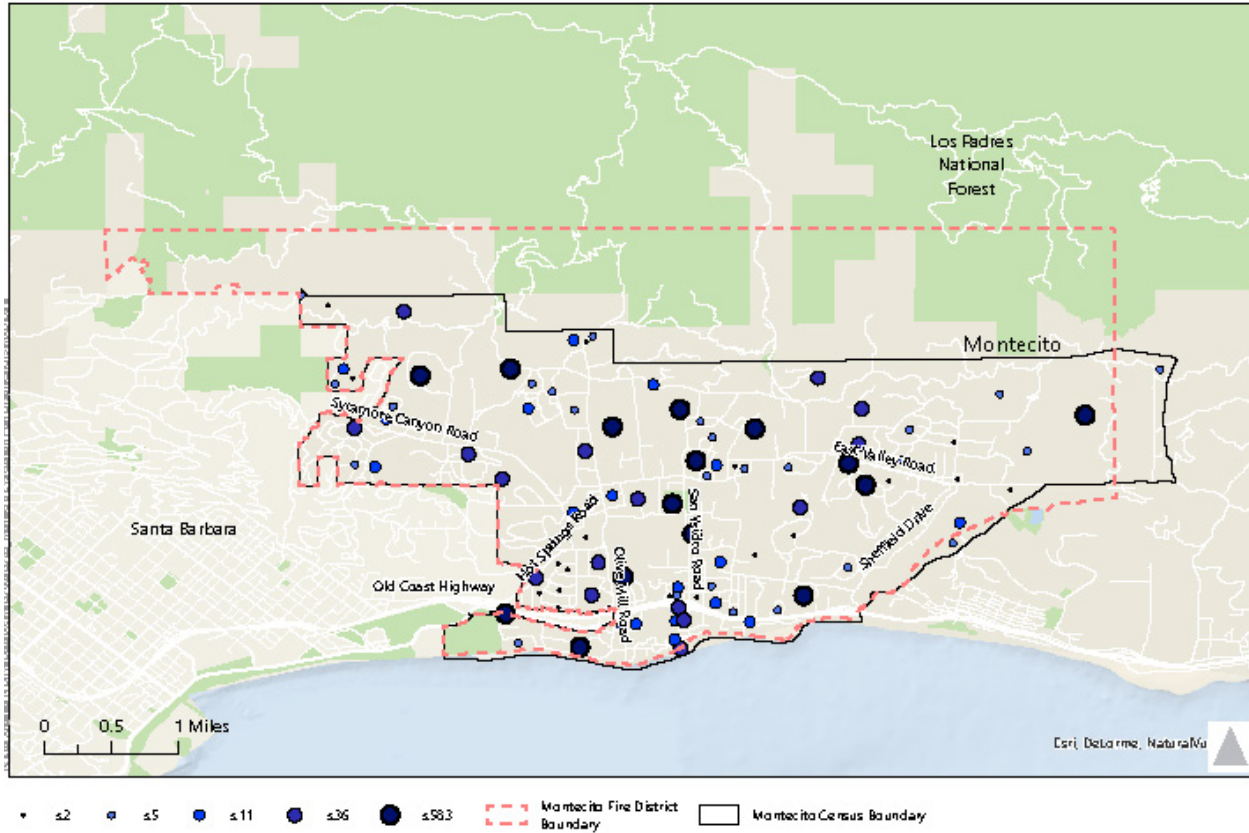 Los Padres
National
Forest
Montecito
Sycamore Canyon Road
East Valley Road
Santa Barbara
Hot Springs Road
San Ysidro Road
Sheffield Drive
Olive Mill Road
Old Coast Highway
0 0.5 1 Miles
Esri, DeLorme, NaturalVu
≤2 ≤5 ≤11 ≤36 ≤583 Montecito Fire District
Boundary
Montecito Census Boundary